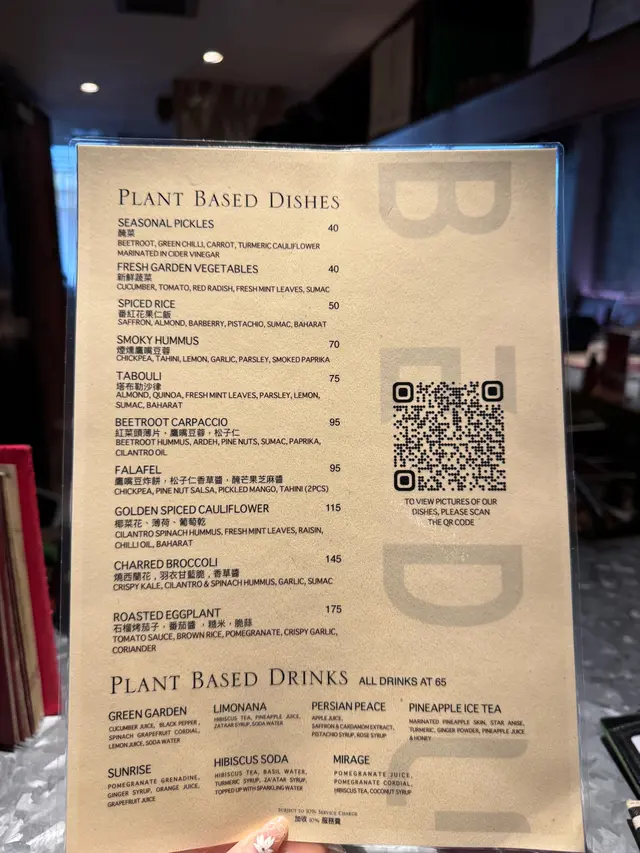 PLANT BASED DISHES
SEASONAL PICKLES 40
醃菜
BEETROOT, GREEN CHILLI, CARROT, TURMERIC CAULIFLOWER
MARINATED IN CIDER VINEGAR
FRESH GARDEN VEGETABLES 40
新鮮蔬菜
CUCUMBER, TOMATO, RED RADISH, FRESH MINT LEAVES, SUMAC
SPICED RICE 50
番紅花果仁飯
SAFFRON, ALMOND, BARBERRY, PISTACHIO, SUMAC, BAHARAT
SMOKY HUMMUS 70
煙燻鷹嘴豆蓉
CHICKPEA, TAHINI, LEMON, GARLIC, PARSLEY, SMOKED PAPRIKA
TABOULI 75
塔布勒沙律
ALMOND, QUINOA, FRESH MINT LEAVES, PARSLEY, LEMON,
SUMAC, BAHARAT
BEETROOT CARPACCIO 95
紅菜頭薄片，鷹嘴豆蓉，松子仁
BEETROOT HUMMUS, ARDEH, PINE NUTS, SUMAC, PAPRIKA,
CILANTRO OIL
FALAFEL 95
鷹嘴豆炸餅，松子仁香草醬，醃芒果芝麻醬
CHICKPEA, PINE NUT SALSA, PICKLED MANGO, TAHINI (2PCS)
GOLDEN SPICED CAULIFLOWER 115
椰菜花、薄荷、葡萄乾
CILANTRO SPINACH HUMMUS, FRESH MINT LEAVES, RAISIN,
CHILLI OIL, BAHARAT
CHARRED BROCCOLI 145
燒西蘭花，羽衣甘藍脆，香草醬
CRISPY KALE, CILANTRO & SPINACH HUMMUS, GARLIC, SUMAC
ROASTED EGGPLANT 175
石榴烤茄子，番茄醬，糙米，脆蒜
TOMATO SAUCE, BROWN RICE, POMEGRANATE, CRISPY GARLIC,
CORIANDER
TO VIEW PICTURES OF OUR
DISHES, PLEASE SCAN
THE QR CODE
PLANT BASED DRINKS ALL DRINKS AT 65
GREEN GARDEN
CUCUMBER JUICE, BLACK PEPPER,
SPINACH GRAPEFRUIT CORDIAL,
LEMON JUICE, SODA WATER
LIMONANA
HIBISCUS TEA, PINEAPPLE JUICE,
ZATAAR SYRUP, SODA WATER
PERSIAN PEACE
APPLE JUICE,
SAFFRON & CARDAMOM EXTRACT,
PISTACHIO SYRUP, ROSE SYRUP
PINEAPPLE ICE TEA
MARINATED PINEAPPLE SKIN, STAR ANISE,
TURMERIC, GINGER POWDER, PINEAPPLE JUICE
& HONEY
SUNRISE
POMEGRANATE GRENADINE,
GINGER SYRUP, ORANGE JUICE,
GRAPEFRUIT JUICE
HIBISCUS SODA
HIBISCUS TEA, BASIL WATER,
TURMERIC SYRUP, ZA'ATAR SYRUP,
TOPPED UP WITH SPARKLING WATER
MIRAGE
POMEGRANATE JUICE,
POMEGRANATE CORDIAL,
HIBISCUS TEA, COCONUT SYRUP
SUBJECT TO 10% SERVICE CHARGE
加收 10% 服務費